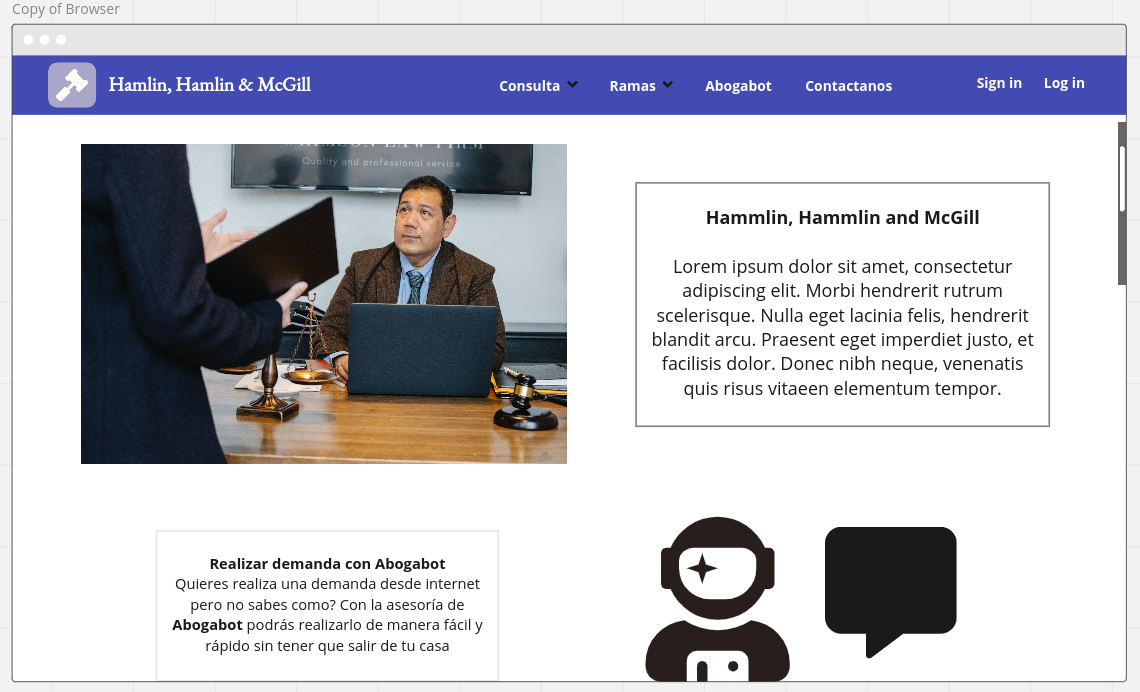 Copy of Browser
Hamlin, Hamlin & McGill
Consulta
Ramas
Abogabot
Contactanos
Sign in
Log in
LAW FIRM
Quality and professional service
Hammlin, Hammlin and McGill
Lorem ipsum dolor sit amet, consectetur
adipiscing elit. Morbi hendrerit rutrum
scelerisque. Nulla eget lacinia felis, hendrerit
blandit arcu. Praesent eget imperdiet justo, et
facilisis dolor. Donec nibh neque, venenatis
quis risus vitaeen elementum tempor.
Realizar demanda con Abogabot
Quieres realiza una demanda desde internet
pero no sabes como? Con la asesoría de
Abogabot podrás realizarlo de manera fácil y
rápido sin tener que salir de tu casa